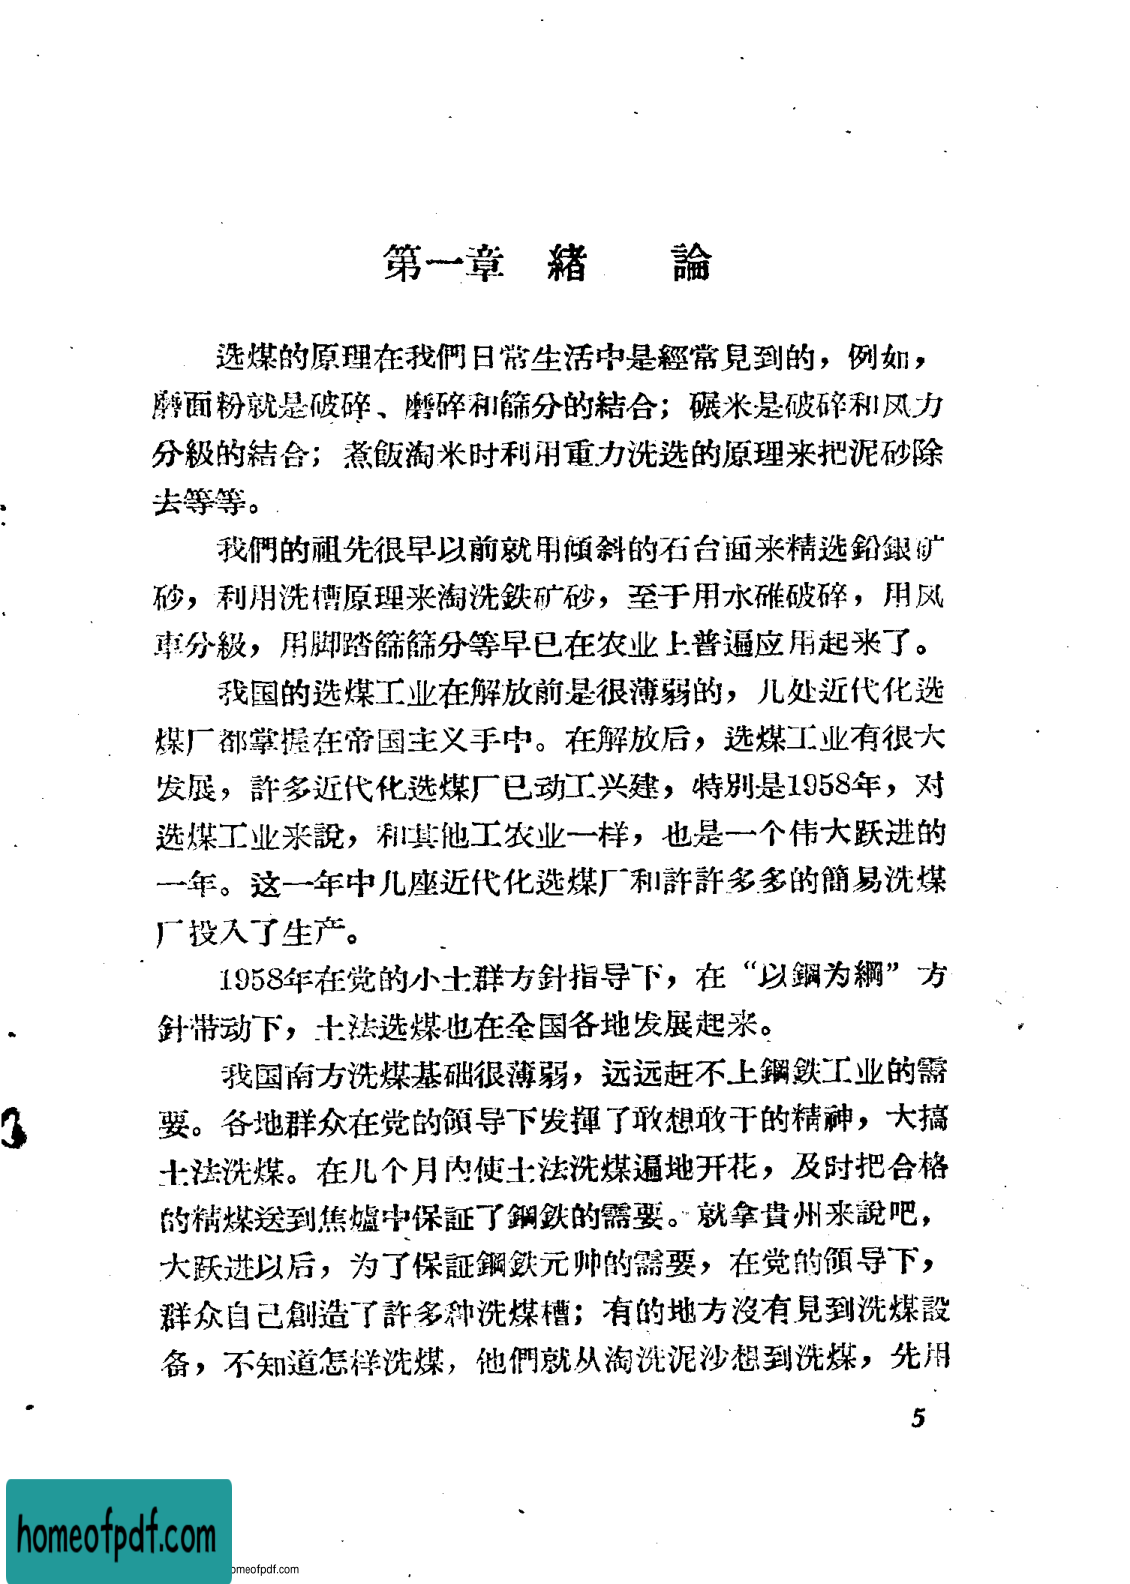 第一章 緒 論
选煤的原理在我們日常生活中是經常見到的，例如，
磨面粉就是破碎、磨碎和篩分的結合；碾米是破碎和风力
分級的結合；煮飯淘米时利用重力洗选的原理来把泥砂除
去等等。
我們的祖先很早以前就用傾斜的石台面来精选鉛銀矿
砂，利用洗槽原理来淘洗鉄矿砂，至于用水碓破碎，用风
車分級，用脚踏篩篩分等早已在农业上普遍应用起来了。
我国的选煤工业在解放前是很薄弱的，几处近代化选
煤厂都掌握在帝国主义手中。在解放后，选煤工业有很大
发展，許多近代化选煤厂已动工兴建，特別是1958年，对
选煤工业来說，和其他工农业一样，也是一个伟大跃进的
一年。这一年中几座近代化选煤厂和許許多多的簡易洗煤
厂投入了生产。
1958年在党的小土群方針指导下，在“以鋼为綱”方
針带动下，土法选煤也在全国各地发展起来。
我国南方洗煤基础很薄弱，远远赶不上鋼鉄工业的需
要。各地群众在党的領导下发揮了敢想敢干的精神，大搞
土法洗煤。在几个月内使土法洗煤遍地开花，及时把合格
的精煤送到焦爐中保証了鋼鉄的需要。就拿貴州来說吧，
大跃进以后，为了保証鋼鉄元帅的需要，在党的領导下，
群众自己創造了許多种洗煤槽；有的地方沒有見到洗煤設
备，不知道怎样洗煤，他們就从淘洗泥沙想到洗煤，先用
5
homeofpdf.com
omeofpdf.com